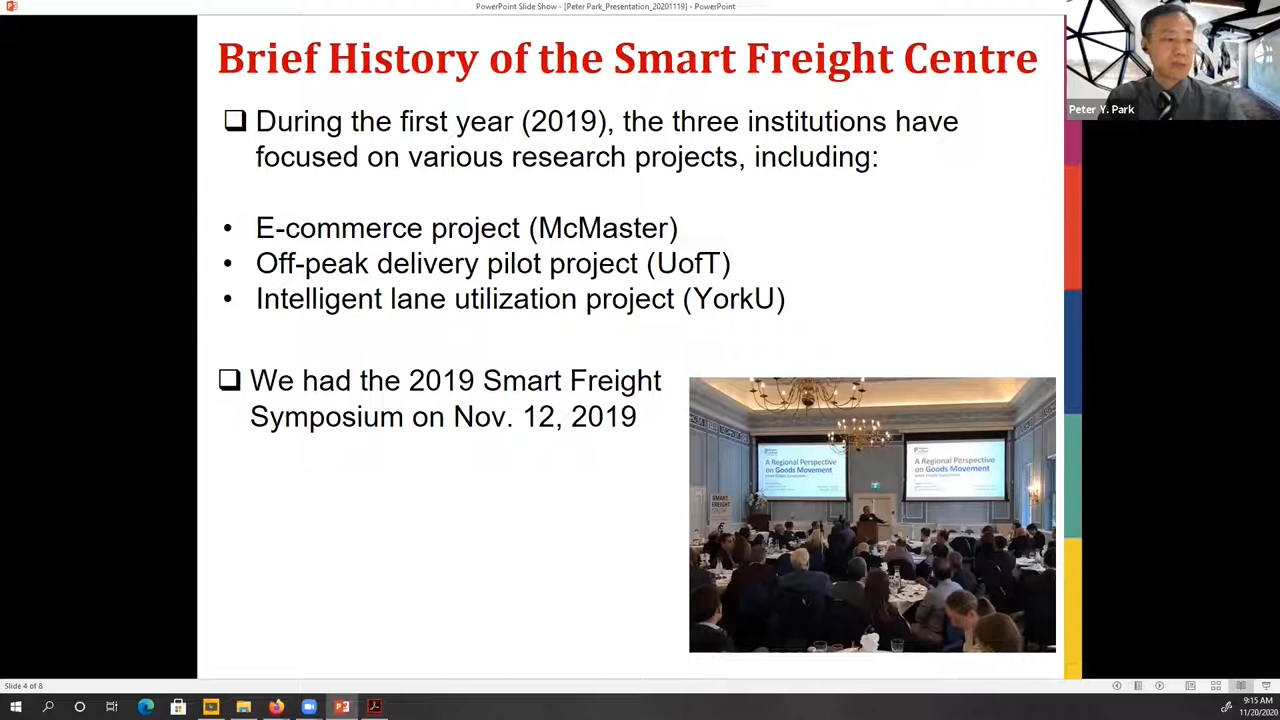 PowerPoint Slide Show - [Peter Park_Presentation_20201119] - PowerPoint
Brief History of the Smart Freight Centre
Peter Y. Park
❑ During the first year (2019), the three institutions have
focused on various research projects, including:
• E-commerce project (McMaster)
• Off-peak delivery pilot project (UofT)
• Intelligent lane utilization project (YorkU)
❑ We had the 2019 Smart Freight
Symposium on Nov. 12, 2019
A Regional Perspective
on Goods Movement
A Regional Perspective
on Goods Movement
SMART
FREIGHT
Slide 4 of 8
9:15 AM
11/20/2020